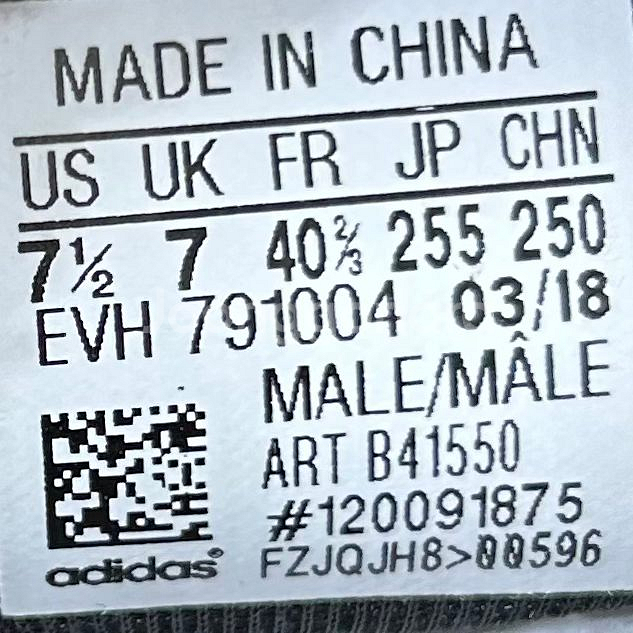 MADE IN CHINA
US UK FR JP CHN
7½ 7 40⅔ 255 250
EVH 791004 03/18
MALE/MÂLE
ART B41550
#120091875
adidas® FZJQJH8>00596